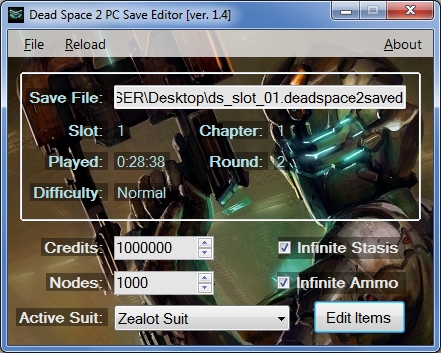 Dead Space 2 PC Save Editor [ver. 1.4]
File Reload About
Save File: SER\Desktop\ds_slot_01.deadspace2saved
Slot: 1 Chapter: 1
Played: 0:28:38 Round: 2
Difficulty: Normal
Credits: 1000000 Infinite Stasis
Nodes: 1000 Infinite Ammo
Active Suit: Zealot Suit Edit Items